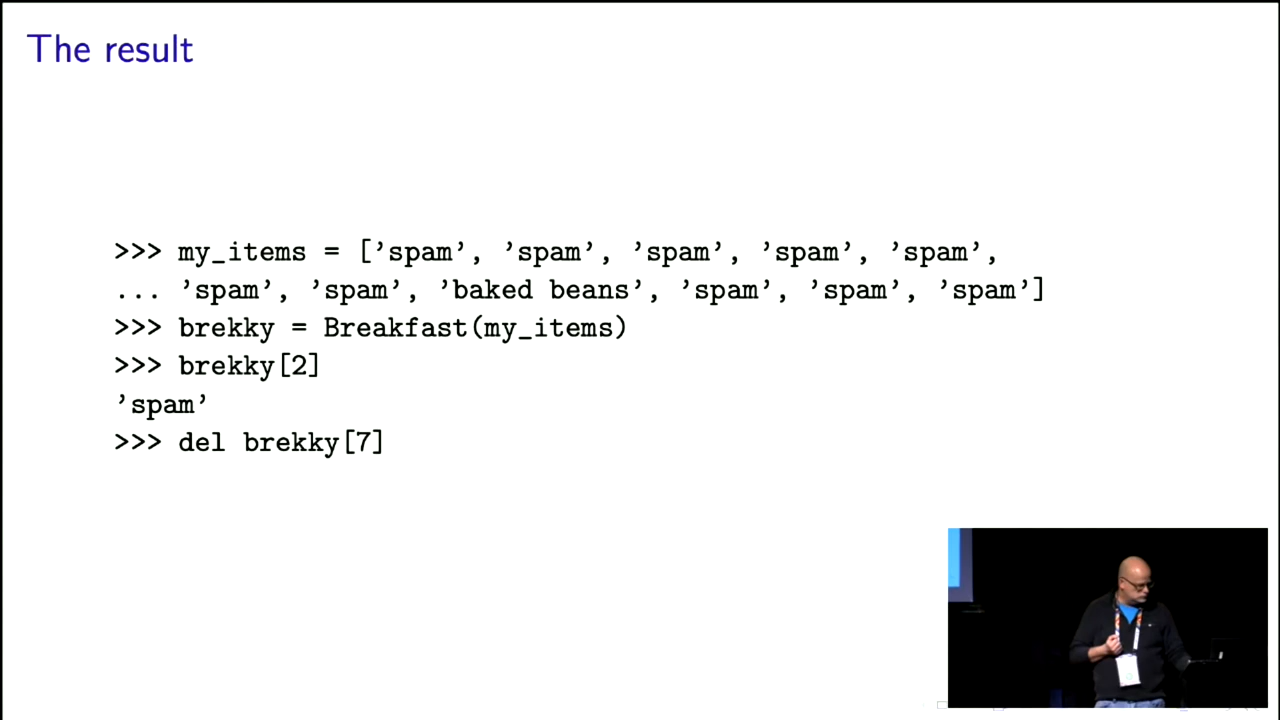 The result
>>> my_items = [’spam’, ’spam’, ’spam’, ’spam’, ’spam’,
... ’spam’, ’spam’, ’baked beans’, ’spam’, ’spam’, ’spam’]
>>> brekky = Breakfast(my_items)
>>> brekky[2]
’spam’
>>> del brekky[7]